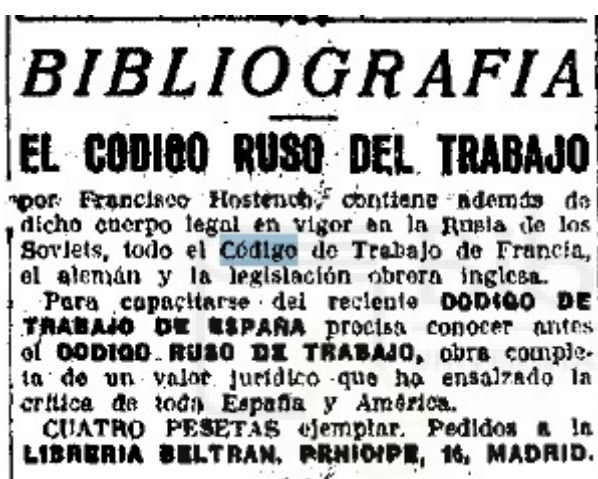 BIBLIOGRAFIA
EL CODIGO RUSO DEL TRABAJO
por Francisco Hostench, contiene además de
dicho cuerpo legal en vigor en la Rusia de los
Soviets, todo el Código de Trabajo de Francia,
el alemán y la legislación obrera inglesa.
Para capacitarse del reciente DODIGO DE
TRABAJO DE ESPAÑA precisa conocer antes
el CODIGO RUSO DE TRABAJO, obra comple-
ta de un valor jurídico que ha ensalzado la
crítica de toda España y América.
CUATRO PESETAS ejemplar. Pedidos a la
LIBRERIA BELTRAN, PRNICIPE, 16, MADRID.